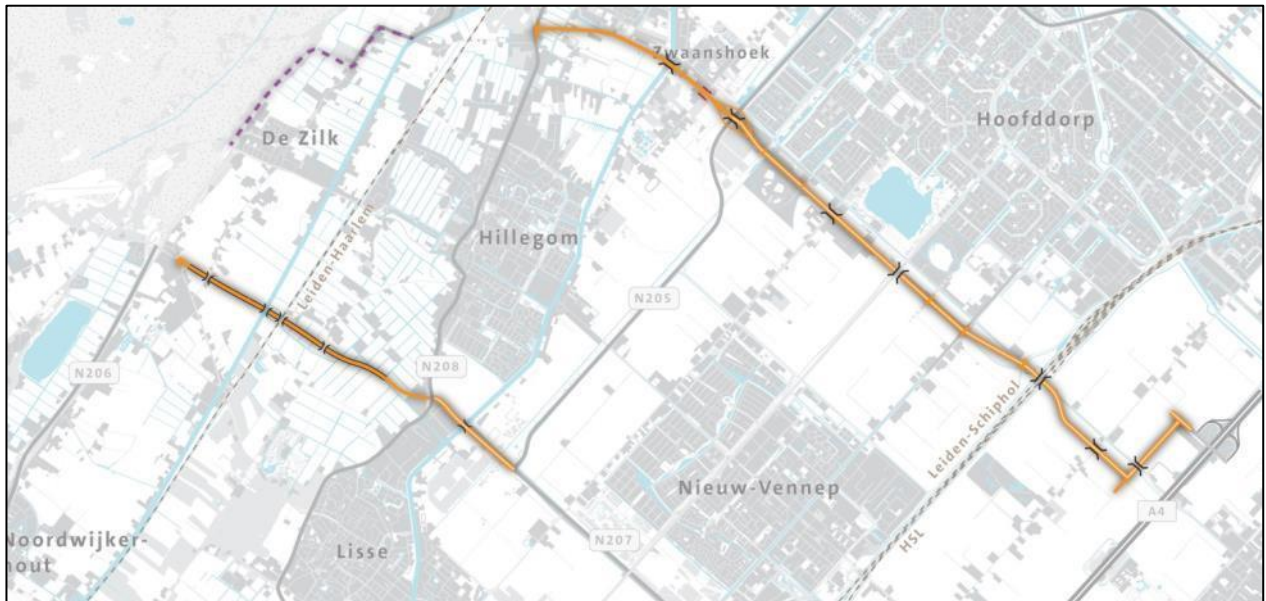 Zwaanshoek
Hoofddorp
De Zilk
Leiden-Haarlem
Hillegom
N205
N206
N208
Leiden-Schiphol
Nieuw-Vennep
A4
Noordwijker-
hout
Lisse
N207
HSL